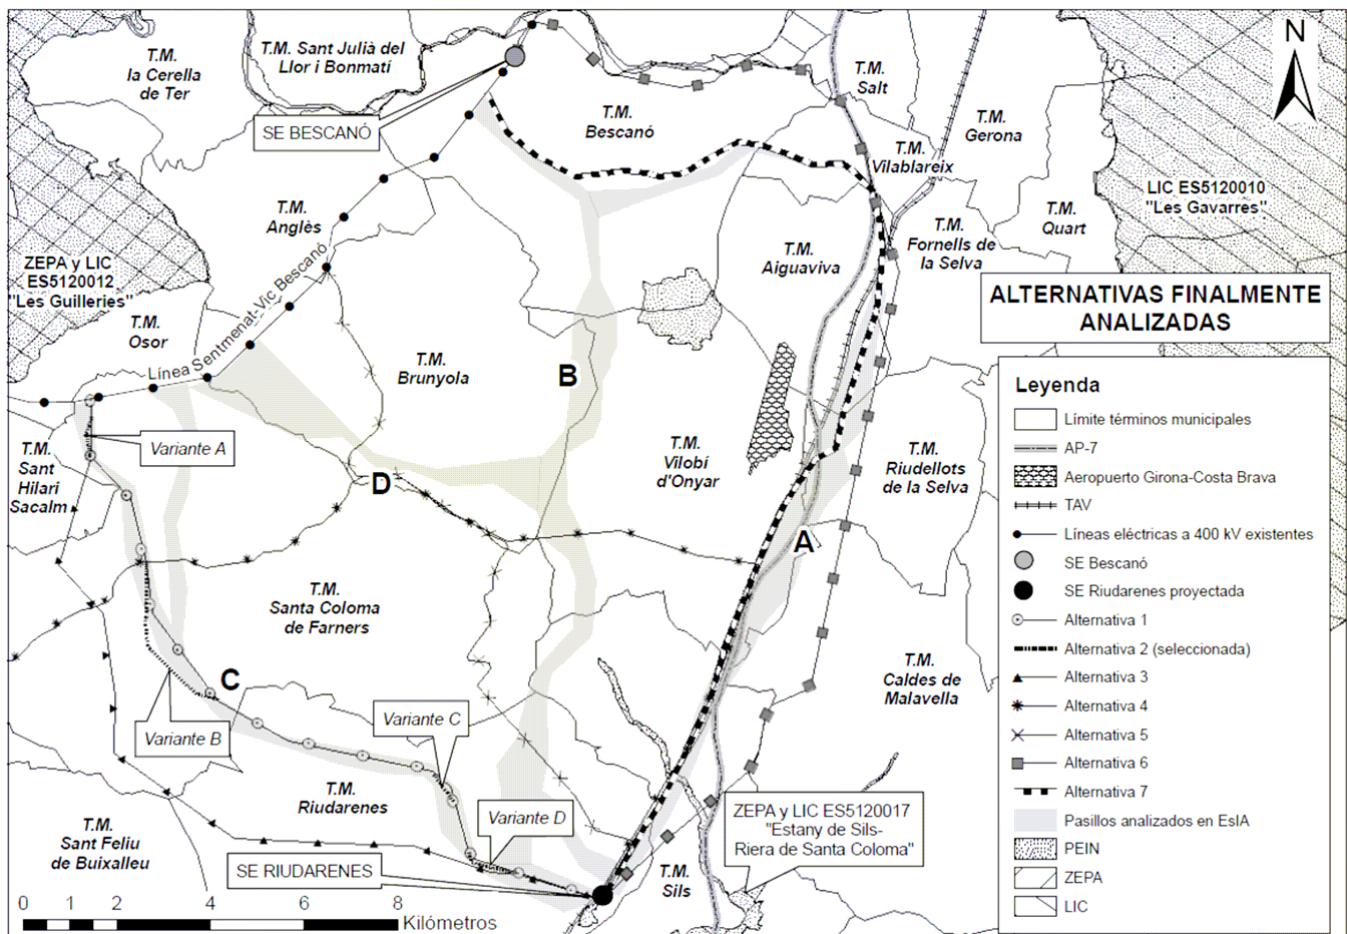 T.M.
la Cerella
de Ter
T.M. Sant Julià del
Llor i Bonmatí
SE BESCANÓ
T.M.
Bescanó
T.M.
Salt
T.M.
Gerona
T.M.
Vilablareix
N
LIC ES5120010
"Les Gavarres"
T.M.
Anglès
T.M.
Aiguaviva
T.M.
Fornells de
la Selva
T.M.
Quart
ZEPA y LIC
ES5120012
"Les Guilleries"
T.M.
Osor
Línea Sentmenat-Vic Bescanó
T.M.
Brunyola
B
ALTERNATIVAS FINALMENTE
ANALIZADAS
Variante A
T.M.
Sant
Hilari
Sacalm
D
T.M.
Vilobí
d'Onyar
T.M.
Riudellots
de la Selva
A
T.M.
Santa Coloma
de Farners
C
T.M.
Caldes de
Malavella
Variante B
Variante C
T.M.
Riudarenes
Variante D
T.M.
Sant Feliu
de Buixalleu
SE RIUDARENES
ZEPA y LIC ES5120017
"Estany de Sils-
Riera de Santa Coloma"
T.M.
Sils
0 1 2 4 6 8
Kilómetros
Leyenda
Límite términos municipales
AP-7
Aeropuerto Girona-Costa Brava
TAV
Líneas eléctricas a 400 kV existentes
SE Bescanó
SE Riudarenes proyectada
Alternativa 1
Alternativa 2 (seleccionada)
Alternativa 3
Alternativa 4
Alternativa 5
Alternativa 6
Alternativa 7
Pasillos analizados en EsIA
PEIN
ZEPA
LIC